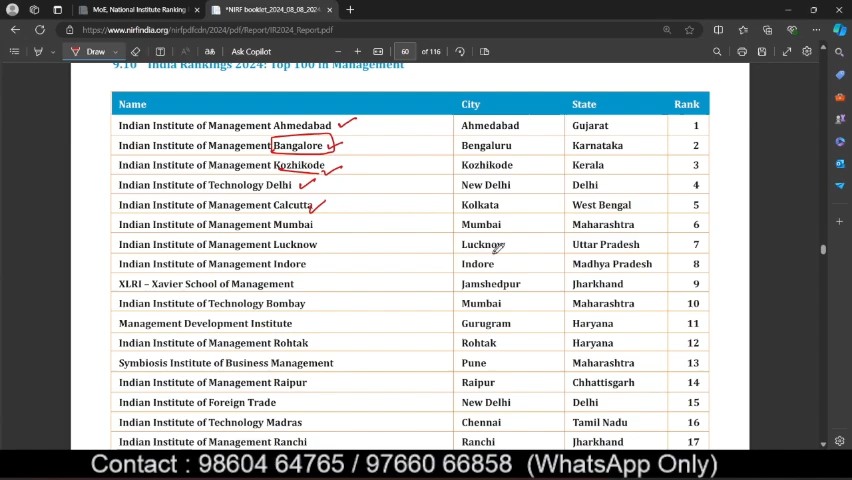 MoE, National Institute Ranking
*NIRF booklet_2024_08_08_2024
https://www.nirfindia.org/nirfpdfcdn/2024/pdf/Report/IR2024_Report.pdf
Draw
Ask Copilot
60 of 116
9.10 India Rankings 2024: Top 100 in Management
Name City State Rank
Indian Institute of Management Ahmedabad Ahmedabad Gujarat 1
Indian Institute of Management Bangalore Bengaluru Karnataka 2
Indian Institute of Management Kozhikode Kozhikode Kerala 3
Indian Institute of Technology Delhi New Delhi Delhi 4
Indian Institute of Management Calcutta Kolkata West Bengal 5
Indian Institute of Management Mumbai Mumbai Maharashtra 6
Indian Institute of Management Lucknow Lucknow Uttar Pradesh 7
Indian Institute of Management Indore Indore Madhya Pradesh 8
XLRI – Xavier School of Management Jamshedpur Jharkhand 9
Indian Institute of Technology Bombay Mumbai Maharashtra 10
Management Development Institute Gurugram Haryana 11
Indian Institute of Management Rohtak Rohtak Haryana 12
Symbiosis Institute of Business Management Pune Maharashtra 13
Indian Institute of Management Raipur Raipur Chhattisgarh 14
Indian Institute of Foreign Trade New Delhi Delhi 15
Indian Institute of Technology Madras Chennai Tamil Nadu 16
Indian Institute of Management Ranchi Ranchi Jharkhand 17
Contact : 98604 64765 / 97660 66858 (WhatsApp Only)